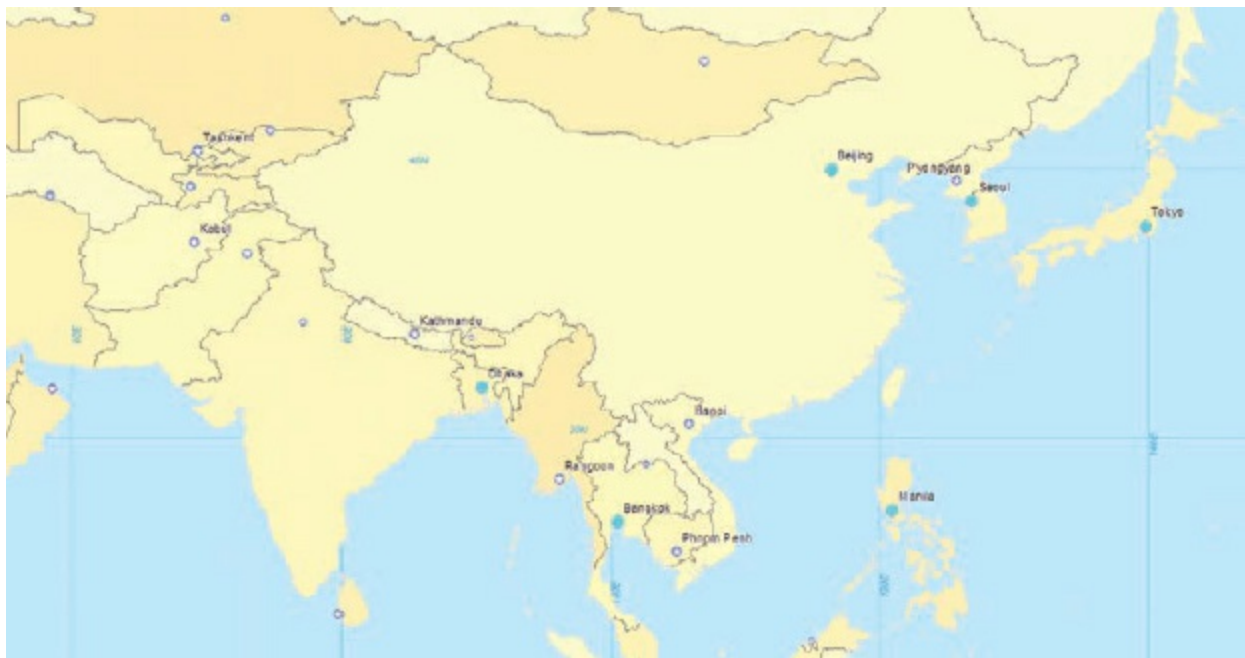 Tashkent
Beijing
Pyongyang
Seoul
Tokyo
Kabul
Kathmandu
Dhaka
Hanoi
Rangoon
Manila
Bangkok
Phnom Penh